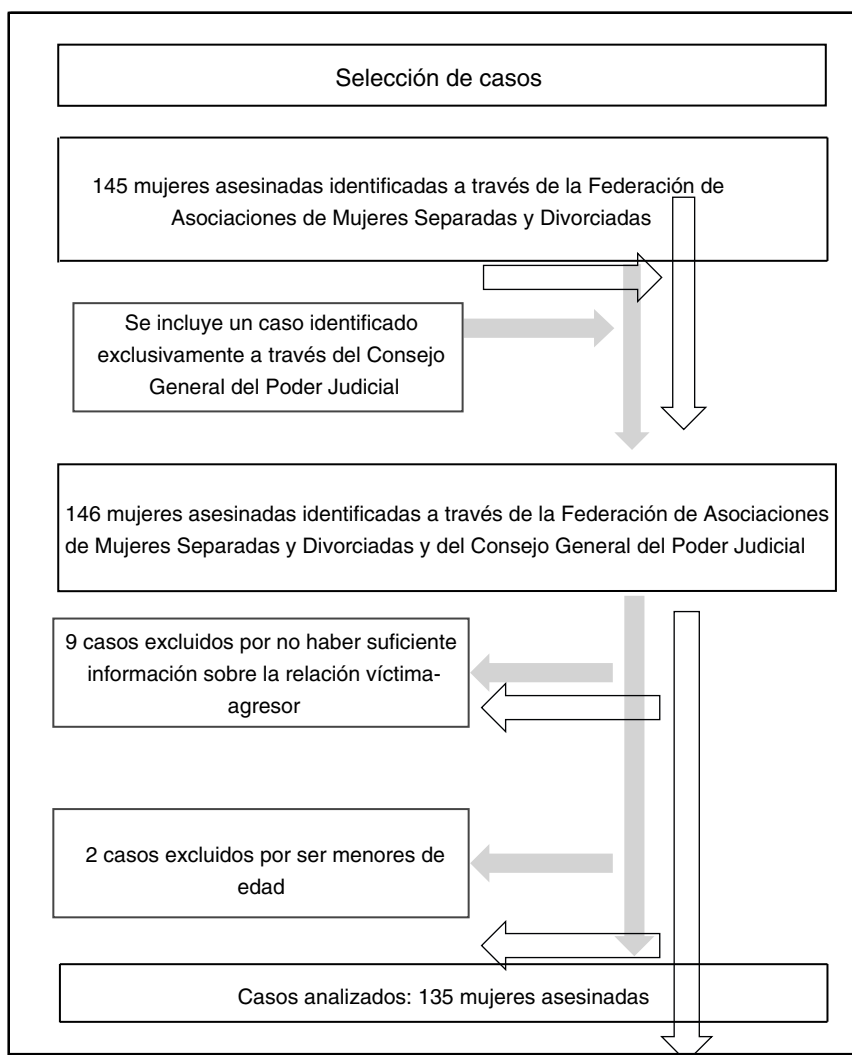 Selección de casos
145 mujeres asesinadas identificadas a través de la Federación de
Asociaciones de Mujeres Separadas y Divorciadas
Se incluye un caso identificado
exclusivamente a través del Consejo
General del Poder Judicial
146 mujeres asesinadas identificadas a través de la Federación de Asociaciones
de Mujeres Separadas y Divorciadas y del Consejo General del Poder Judicial
9 casos excluidos por no haber suficiente
información sobre la relación víctima-
agresor
2 casos excluidos por ser menores de
edad
Casos analizados: 135 mujeres asesinadas